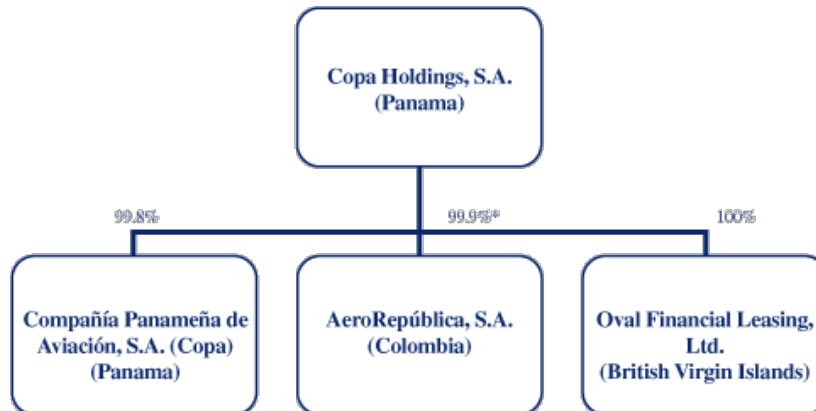 Copa Holdings, S.A.
(Panama)
99.8%
99.9%*
100%
Compañía Panameña de
Aviación, S.A. (Copa)
(Panama)
AeroRepública, S.A.
(Colombia)
Oval Financial Leasing,
Ltd.
(British Virgin Islands)